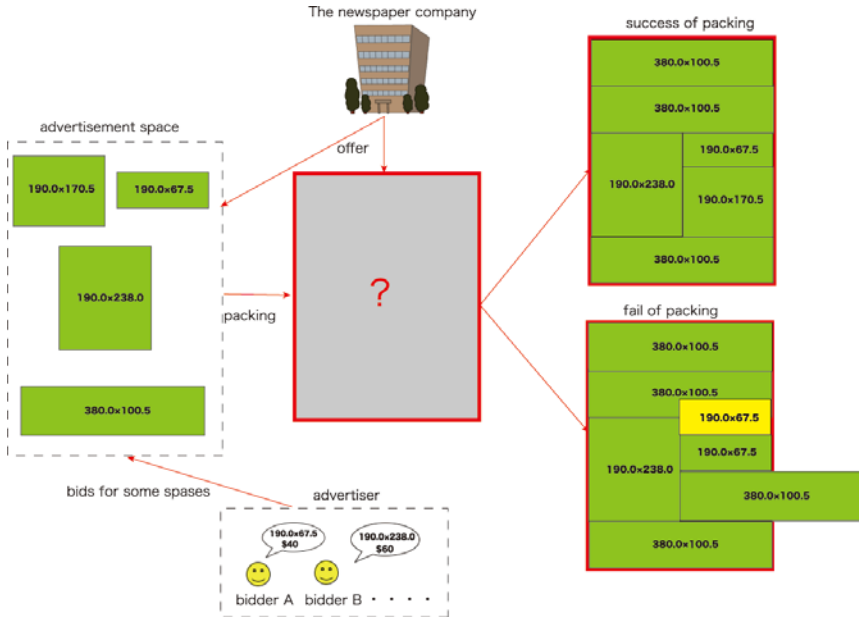 The newspaper company
success of packing
380.0×100.5
380.0×100.5
190.0×67.5
190.0×238.0
190.0×170.5
380.0×100.5
advertisement space
offer
190.0×170.5
190.0×67.5
190.0×238.0
380.0×100.5
packing
?
fail of packing
380.0×100.5
380.0×100.5
190.0×67.5
190.0×238.0
190.0×67.5
380.0×100.5
380.0×100.5
bids for some spases
advertiser
190.0×67.5
$40
190.0×238.0
$60
bidder A bidder B · · · ·